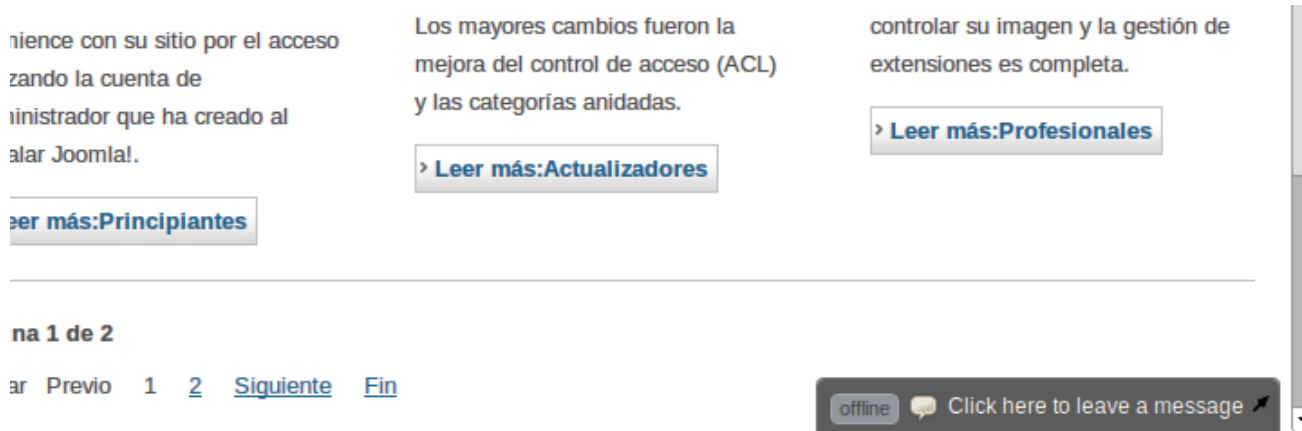 nience con su sitio por el acceso
zando la cuenta de
inistrador que ha creado al
alar Joomla!.
eer más:Principiantes
Los mayores cambios fueron la
mejora del control de acceso (ACL)
y las categorías anidadas.
Leer más:Actualizadores
controlar su imagen y la gestión de
extensiones es completa.
Leer más:Profesionales
na 1 de 2
ar Previo 1 2 Siguiente Fin
offline Click here to leave a message